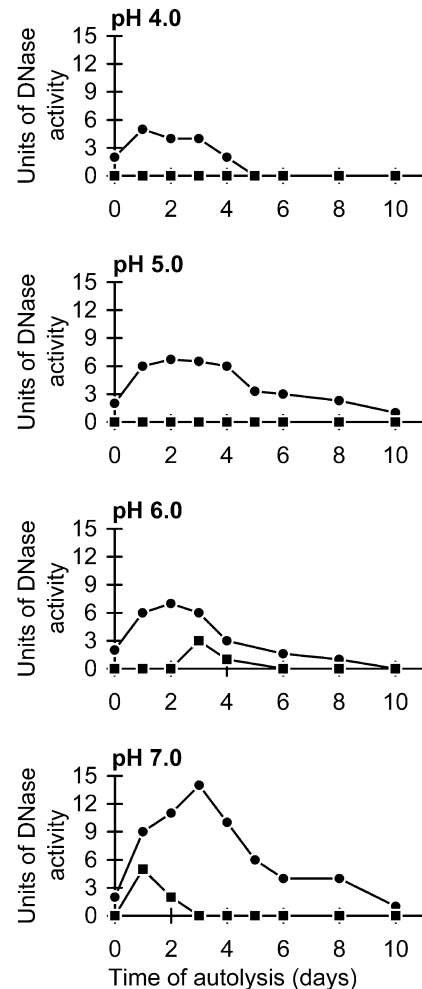 pH 4.0
Units of DNase
activity
15
12
9
6
3
0
0 2 4 6 8 10
pH 5.0
Units of DNase
activity
15
12
9
6
3
0
0 2 4 6 8 10
pH 6.0
Units of DNase
activity
15
12
9
6
3
0
0 2 4 6 8 10
pH 7.0
Units of DNase
activity
15
12
9
6
3
0
0 2 4 6 8 10
Time of autolysis (days)